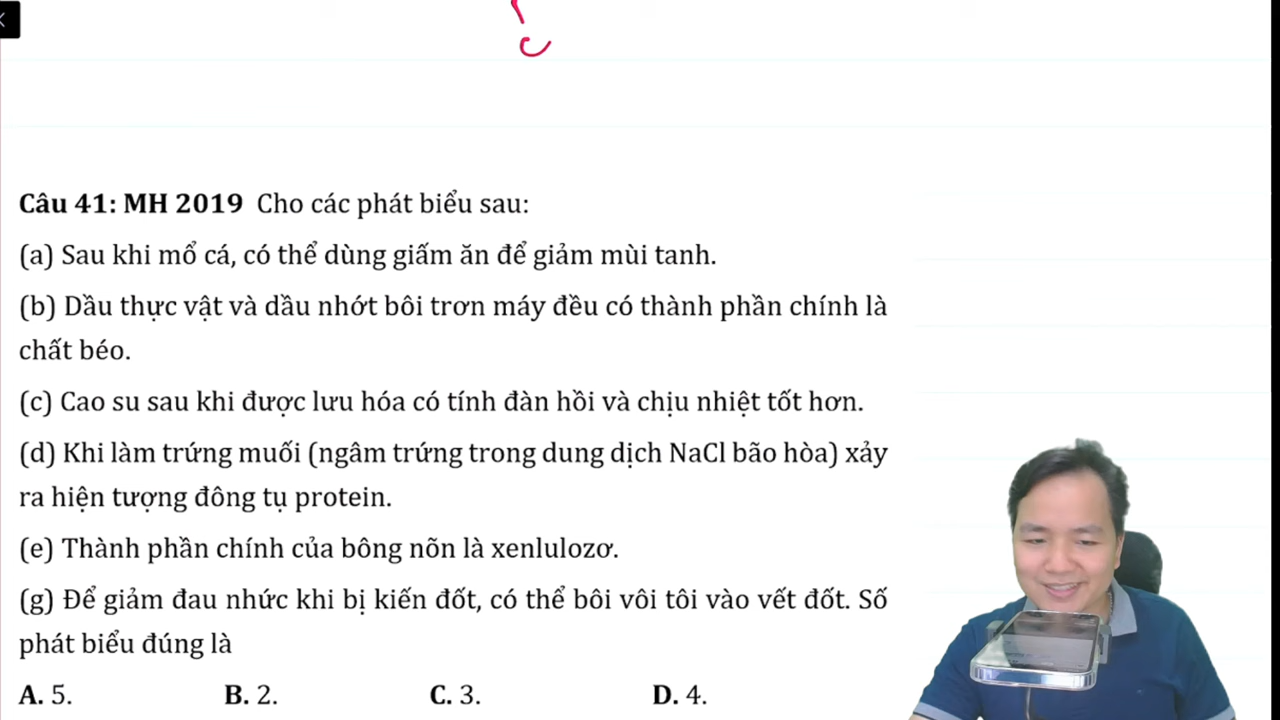 Câu 41: MH 2019 Cho các phát biểu sau:
(a) Sau khi mổ cá, có thể dùng giấm ăn để giảm mùi tanh.
(b) Dầu thực vật và dầu nhớt bôi trơn máy đều có thành phần chính là
chất béo.
(c) Cao su sau khi được lưu hóa có tính đàn hồi và chịu nhiệt tốt hơn.
(d) Khi làm trứng muối (ngâm trứng trong dung dịch NaCl bão hòa) xảy
ra hiện tượng đông tụ protein.
(e) Thành phần chính của bông nõn là xenlulozơ.
(g) Để giảm đau nhức khi bị kiến đốt, có thể bôi vôi tôi vào vết đốt. Số
phát biểu đúng là
A. 5. B. 2. C. 3. D. 4.